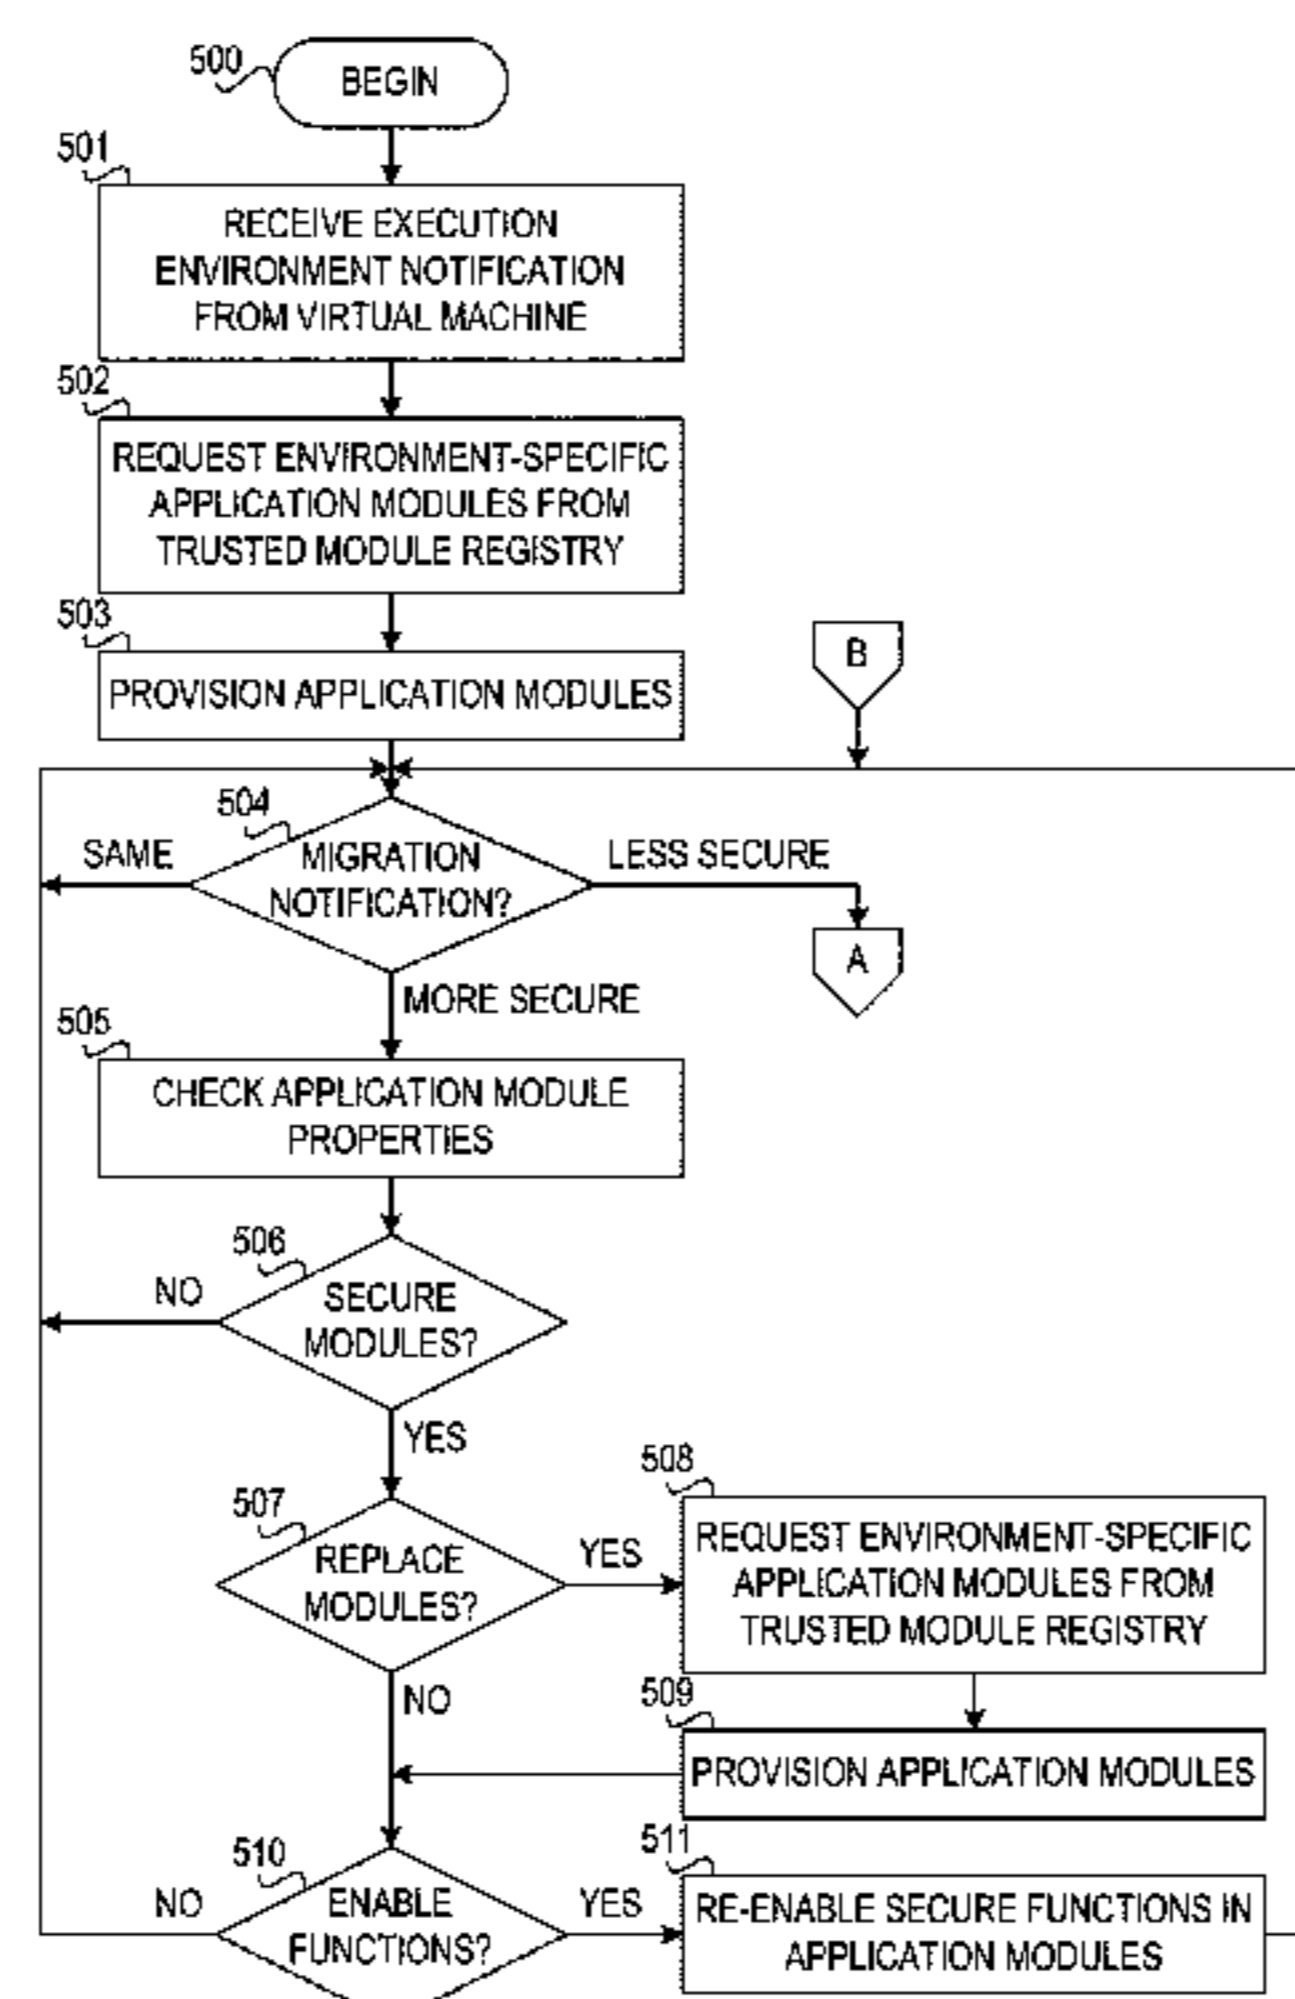 500
BEGIN
501
RECEIVE EXECUTION
ENVIRONMENT NOTIFICATION
FROM VIRTUAL MACHINE
502
REQUEST ENVIRONMENT-SPECIFIC
APPLICATION MODULES FROM
TRUSTED MODULE REGISTRY
503
PROVISION APPLICATION MODULES
B
504
SAME
MIGRATION
NOTIFICATION?
LESS SECURE
A
MORE SECURE
505
CHECK APPLICATION MODULE
PROPERTIES
506
NO
SECURE
MODULES?
YES
507
REPLACE
MODULES?
YES
508
REQUEST ENVIRONMENT-SPECIFIC
APPLICATION MODULES FROM
TRUSTED MODULE REGISTRY
NO
509
PROVISION APPLICATION MODULES
510
NO
ENABLE
FUNCTIONS?
YES
511
RE-ENABLE SECURE FUNCTIONS IN
APPLICATION MODULES